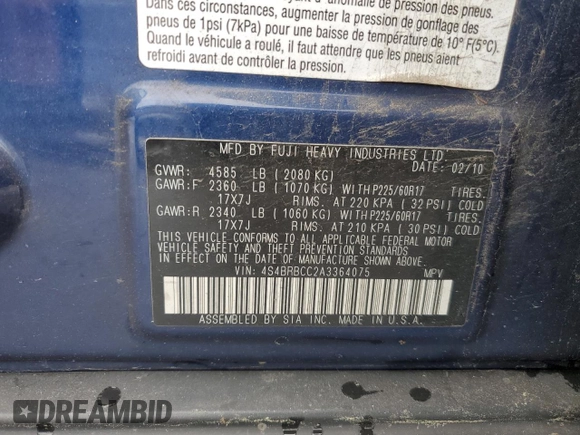 d'anomalie de pression des pneus.
Dans ces circonstances, augmenter la pression de gonflage des
pneus de 1psi (7kPa) pour une baisse de température de 10° F(5°C).
Quand le véhicule a roulé, il faut attendre que les pneus aient
refroidi avant de contrôler la pression.
MFD BY FUJI HEAVY INDUSTRIES LTD.
02/10
GVWR: 4585 LB ( 2080 KG)
GAWR:F 2360 LB ( 1070 KG) WITH P225/60R17 TIRES.
17X7J RIMS. AT 220 KPA ( 32 PSI) COLD
GAWR:R 2340 LB ( 1060 KG) WITH P225/60R17 TIRES.
17X7J RIMS. AT 210 KPA ( 30 PSI) COLD
THIS VEHICLE CONFORMS TO ALL APPLICABLE FEDERAL MOTOR
VEHICLE SAFETY AND THEFT PREVENTION STANDARDS
IN EFFECT ON THE DATE OF MANUFACTURE SHOWN ABOVE.
VIN: 4S4BRBCC2A3364075 MPV
ASSEMBLED BY SIA INC. MADE IN U.S.A.
DREAMBID